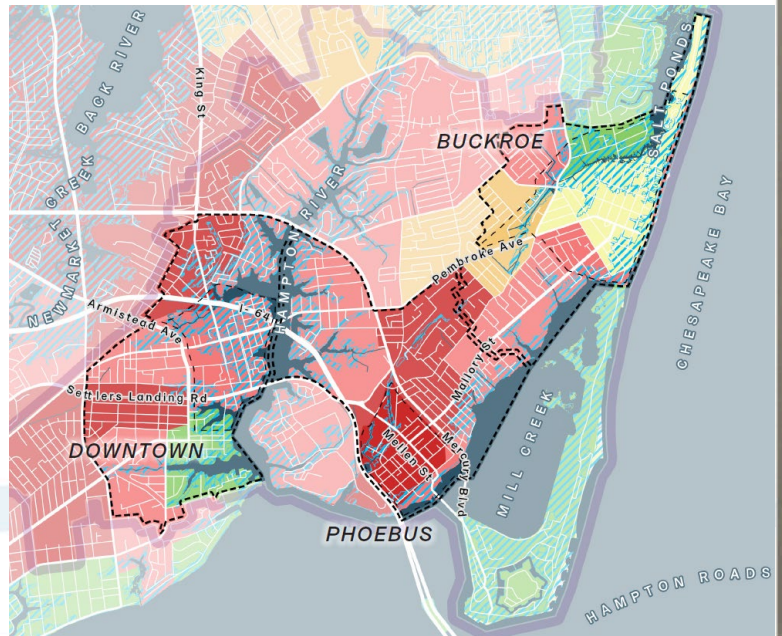 BACK RIVER
NEWMARKET CREEK
King St
HAMPTON RIVER
BUCKROE
SALT PONDS
CHESAPEAKE BAY
Pembroke Ave
Armistead Ave
I-64
Mallory St
Settlers Landing Rd
DOWNTOWN
Mellen St
Mercury Blvd
MILL CREEK
PHOEBUS
HAMPTON ROADS